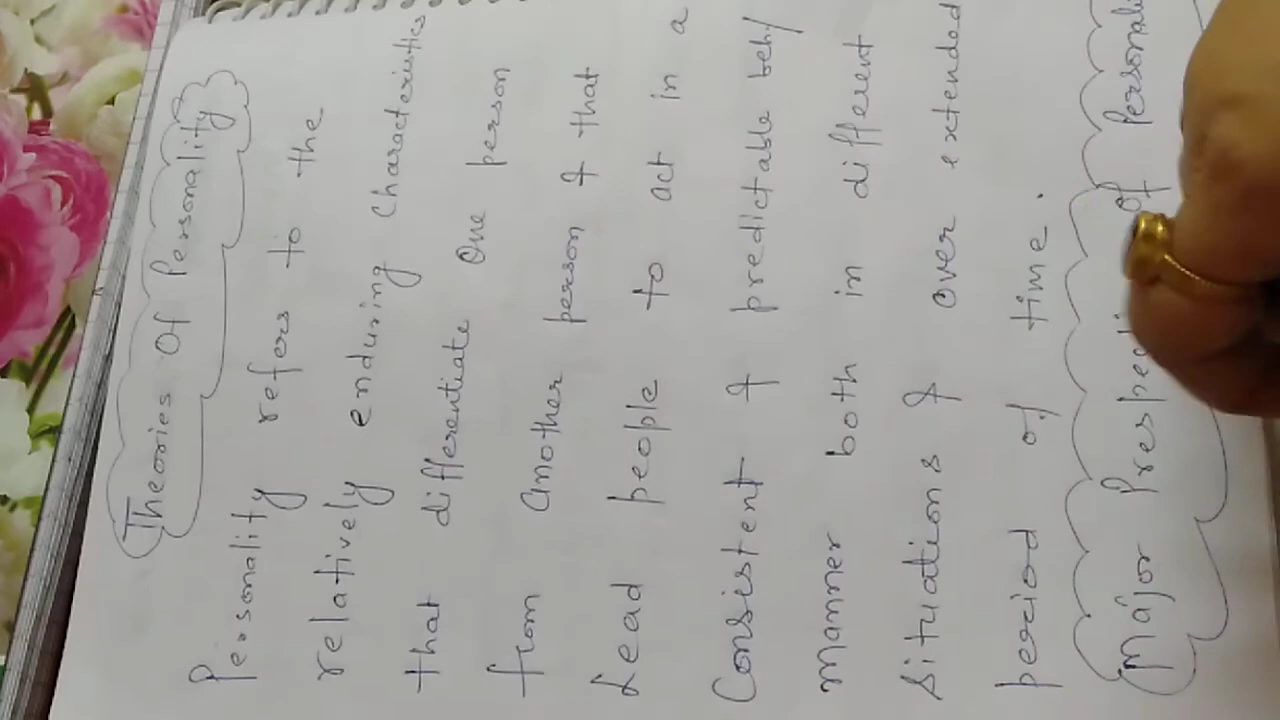 Theories Of Personality
Personality refers to the
relatively enduring Characteristics
that differentiate One person
from another person & that
Lead people to act in a
Consistent & predictable beh/
manner both in different
Situations & over extended
period of time.
Major of